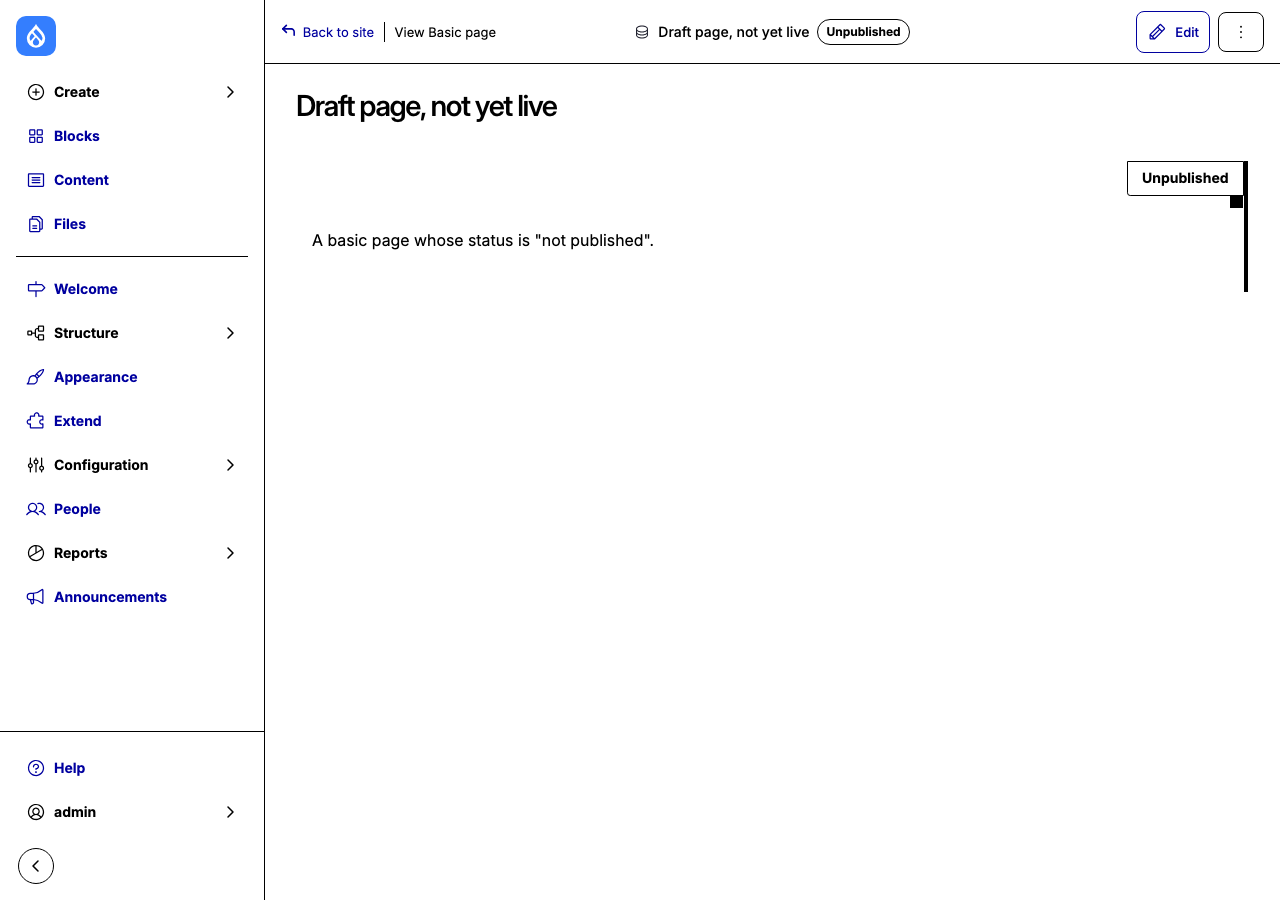 Create
Blocks
Content
Files
Welcome
Structure
Appearance
Extend
Configuration
People
Reports
Announcements
Help
admin
Back to site
View Basic page
Draft page, not yet live
Unpublished
Edit
Draft page, not yet live
Unpublished
A basic page whose status is "not published".